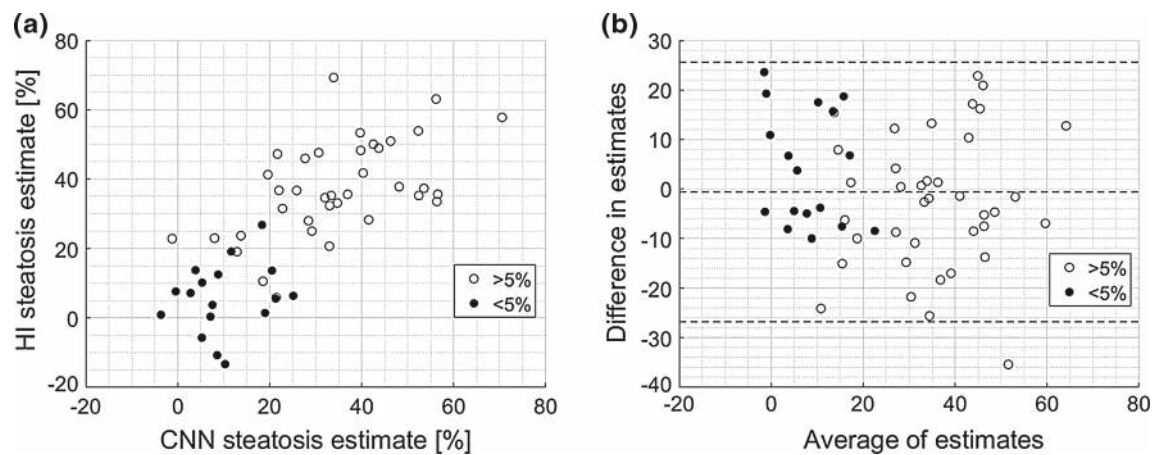 (a)
80
60
40
20
0
-20
HI steatosis estimate [%]
-20 0 20 40 60 80
CNN steatosis estimate [%]
>5%
<5%
(b)
30
20
10
0
-10
-20
-30
-40
Difference in estimates
-20 0 20 40 60 80
Average of estimates
>5%
<5%